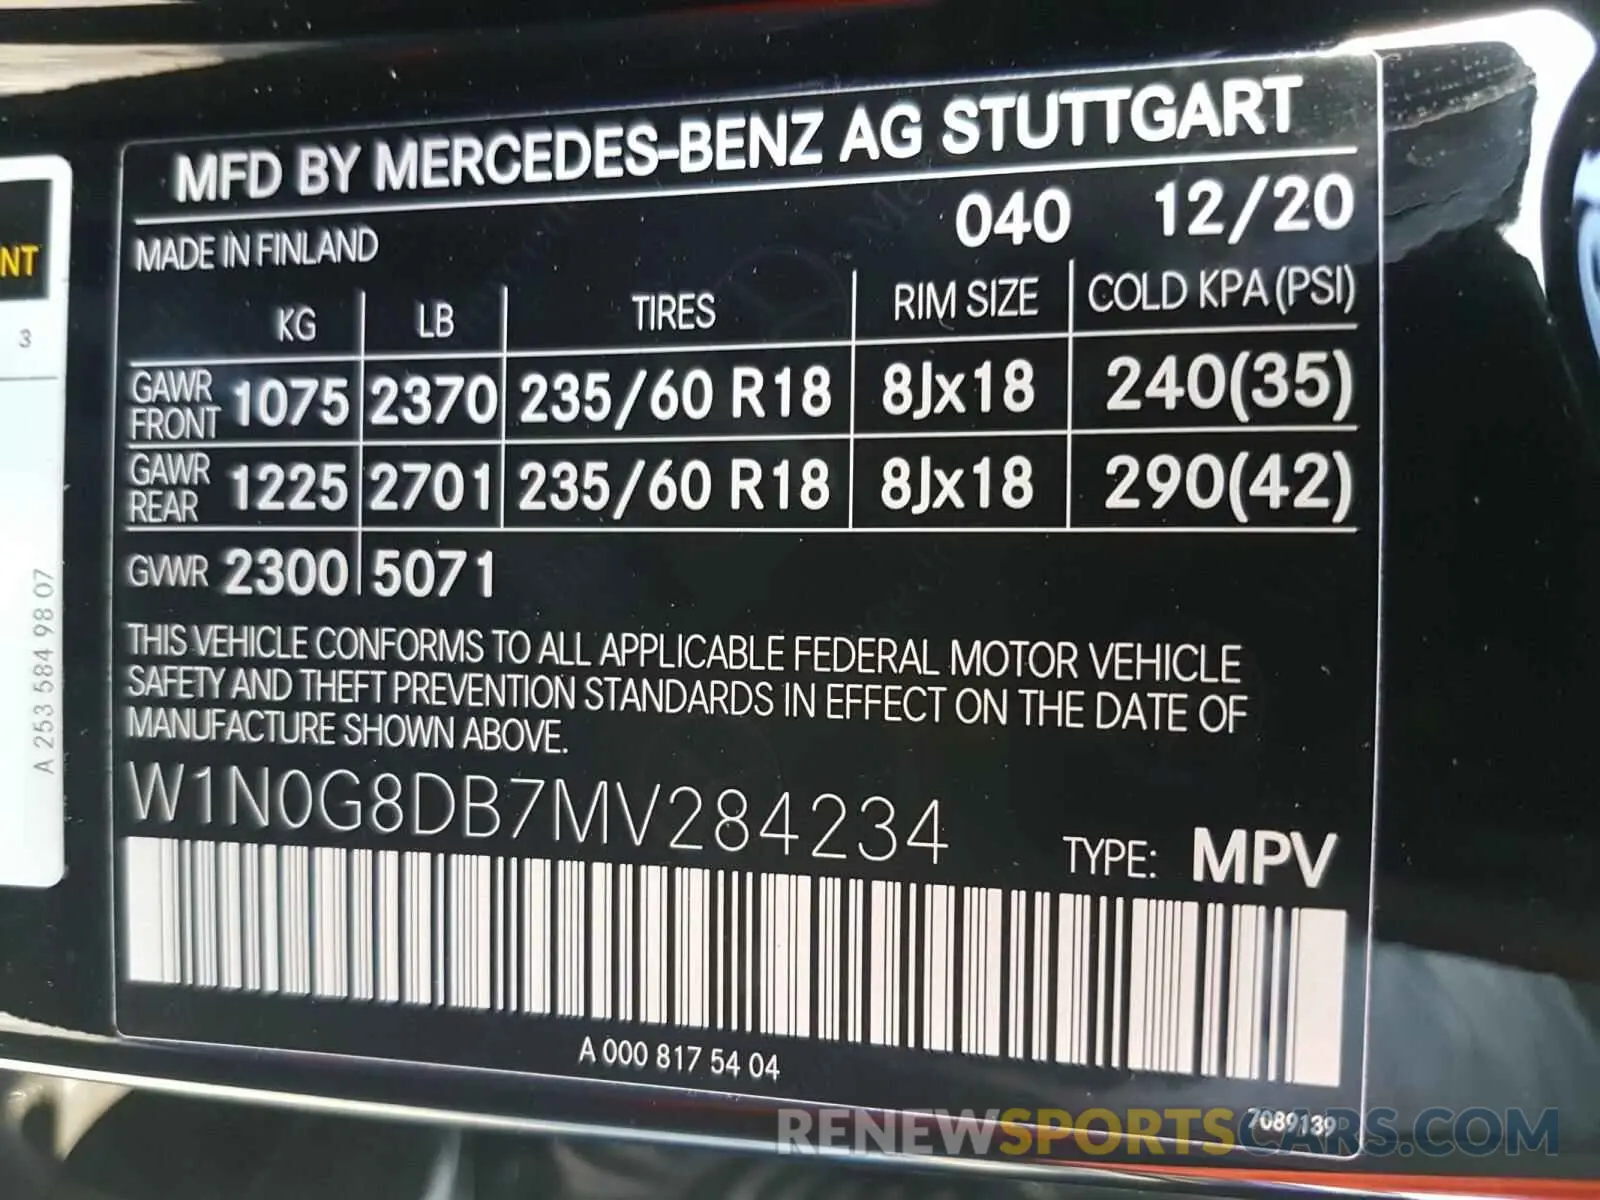 MFD BY MERCEDES-BENZ AG STUTTGART
MADE IN FINLAND 040 12/20
KG LB TIRES RIM SIZE COLD KPA (PSI)
GAWR FRONT 1075 2370 235/60 R18 8Jx18 240(35)
GAWR REAR 1225 2701 235/60 R18 8Jx18 290(42)
GVWR 2300 5071
THIS VEHICLE CONFORMS TO ALL APPLICABLE FEDERAL MOTOR VEHICLE
SAFETY AND THEFT PREVENTION STANDARDS IN EFFECT ON THE DATE OF
MANUFACTURE SHOWN ABOVE.
W1N0G8DB7MV284234
TYPE: MPV
A 000 817 54 04
7089139
NT
3
A 253 584 98 07
RENEWSPORTSCARS.COM